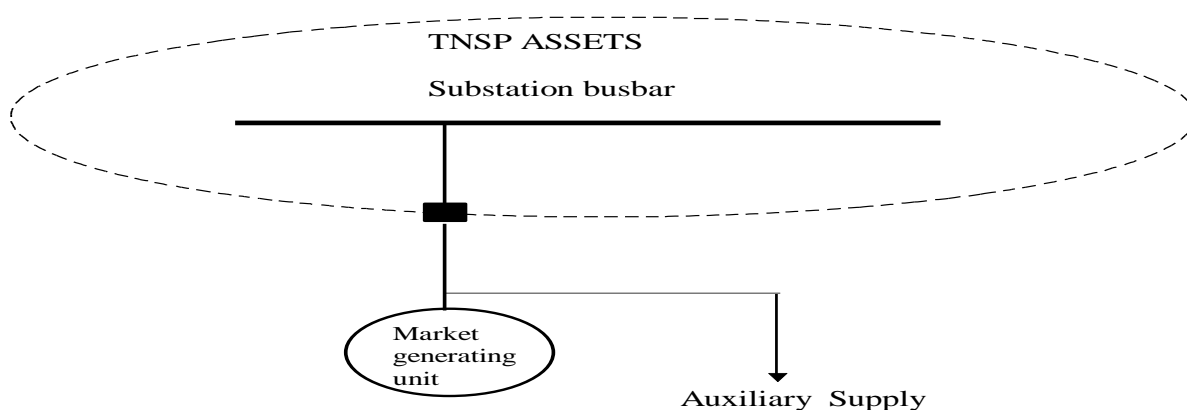 TNSP ASSETS
Substation busbar
Market
generating
unit
Auxiliary Supply